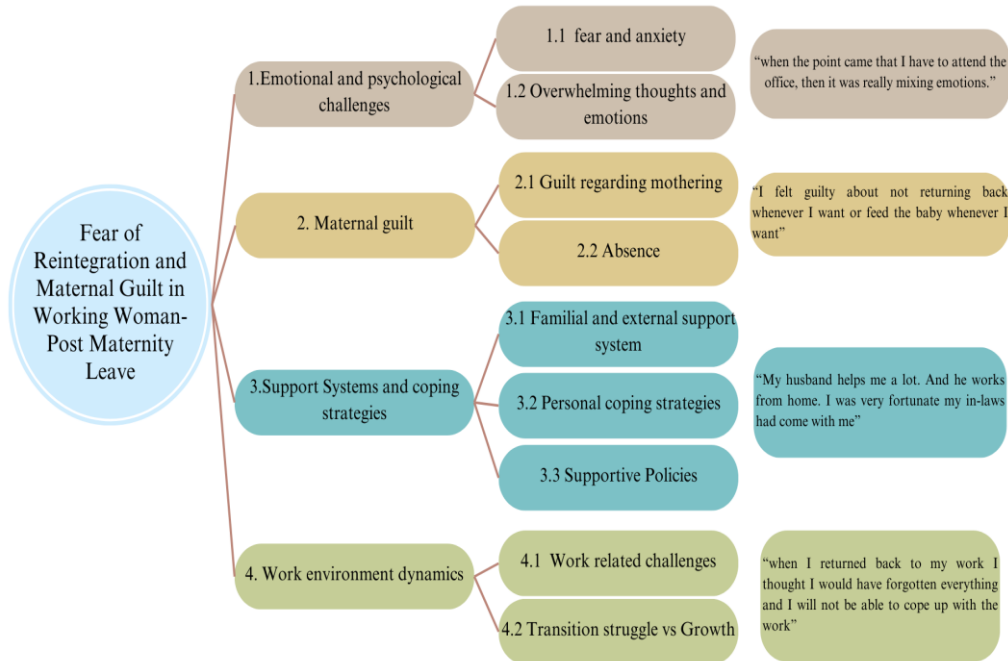 Fear of
Reintegration and
Maternal Guilt in
Working Woman-
Post Maternity
Leave
1.Emotional and psychological
challenges
1.1 fear and anxiety
1.2 Overwhelming thoughts and
emotions
“when the point came that I have to attend the
office, then it was really mixing emotions.”
2. Maternal guilt
2.1 Guilt regarding mothering
2.2 Absence
“I felt guilty about not returning back
whenever I want or feed the baby whenever I
want”
3.Support Systems and coping
strategies
3.1 Familial and external support
system
3.2 Personal coping strategies
3.3 Supportive Policies
“My husband helps me a lot. And he works
from home. I was very fortunate my in-laws
had come with me”
4. Work environment dynamics
4.1 Work related challenges
4.2 Transition struggle vs Growth
“when I returned back to my work I
thought I would have forgotten everything
and I will not be able to cope up with the
work”